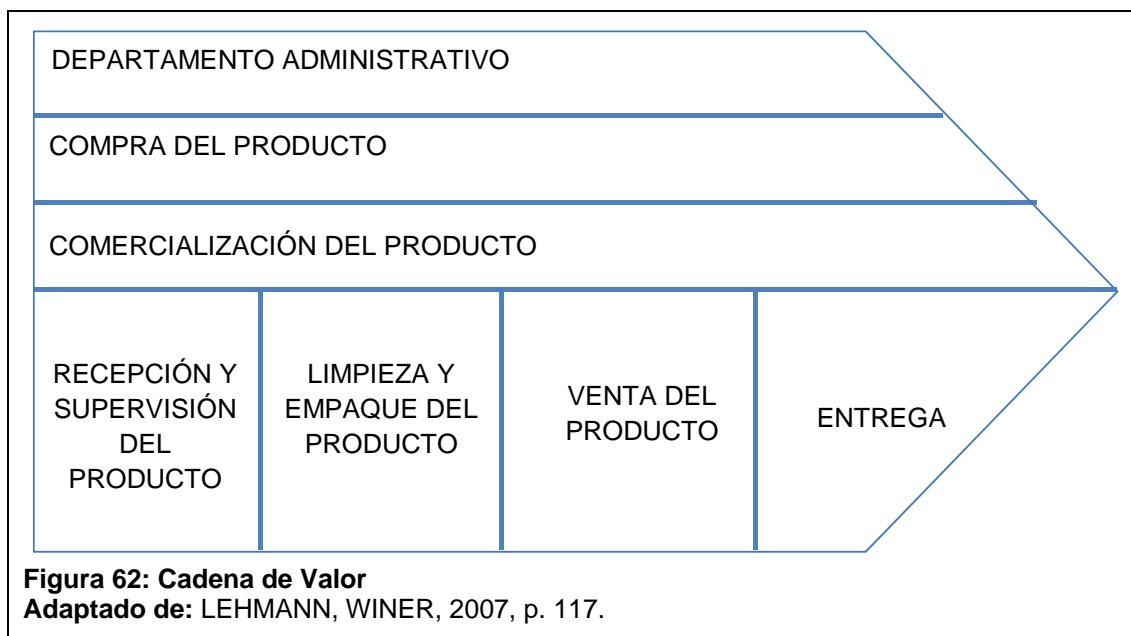 DEPARTAMENTO ADMINISTRATIVO
COMPRA DEL PRODUCTO
COMERCIALIZACIÓN DEL PRODUCTO
RECEPCIÓN Y
SUPERVISIÓN
DEL
PRODUCTO
LIMPIEZA Y
EMPAQUE DEL
PRODUCTO
VENTA DEL
PRODUCTO
ENTREGA
Figura 62: Cadena de Valor
Adaptado de: LEHMANN, WINER, 2007, p. 117.